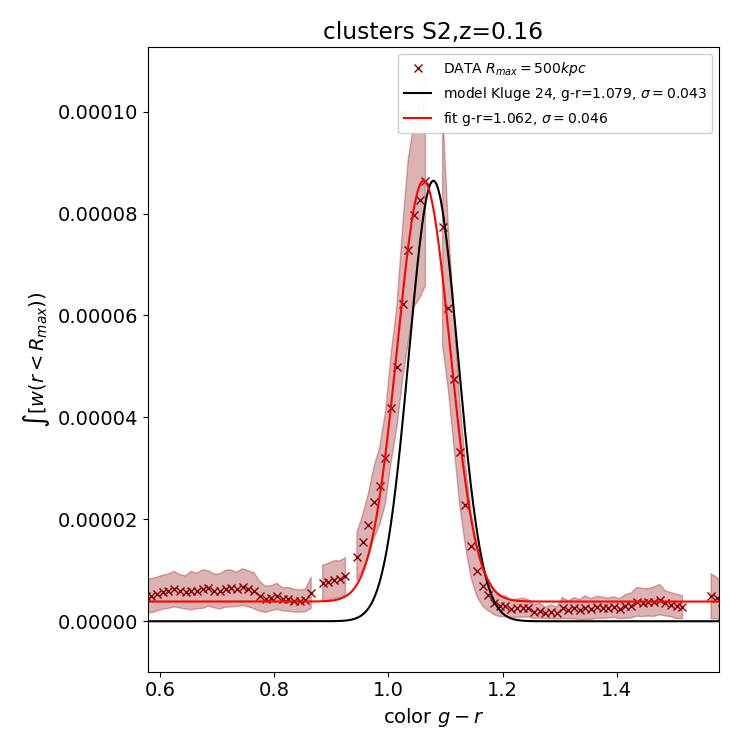 clusters S2,z=0.16
DATA $R_{max} = 500kpc$
model Kluge 24, g-r=1.079, $\sigma = 0.043$
fit g-r=1.062, $\sigma = 0.046$
0.00010
0.00008
0.00006
0.00004
0.00002
0.00000
$\int [w(r < R_{max}))$
0.6 0.8 1.0 1.2 1.4
color $g - r$